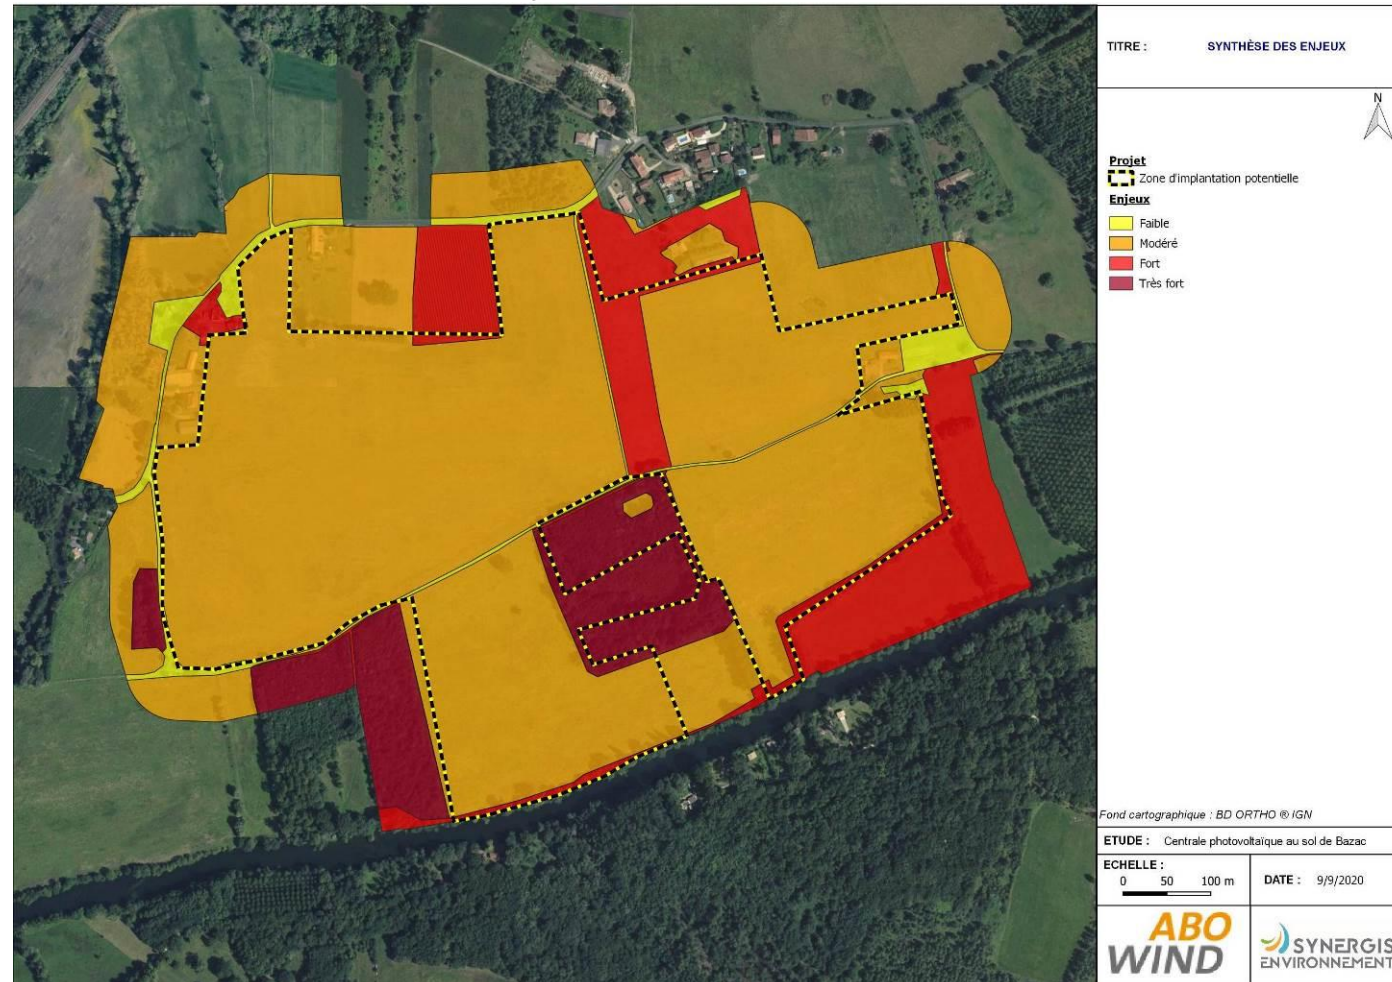 TITRE : SYNTHÈSE DES ENJEUX
N
Projet
Zone d'implantation potentielle
Enjeux
Faible
Modéré
Fort
Très fort
Fond cartographique : BD ORTHO ® IGN
ETUDE : Centrale photovoltaïque au sol de Bazac
ECHELLE :
0 50 100 m
DATE : 9/9/2020
ABO
WIND
SYNERGIS
ENVIRONNEMENT